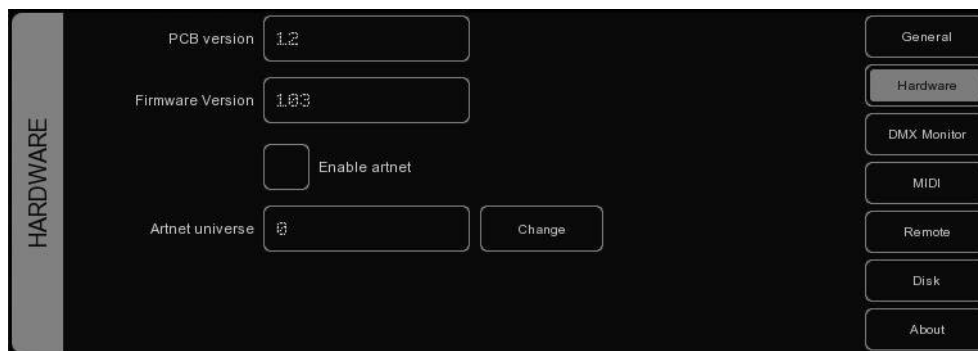 HARDWARE
PCB version 1.2
Firmware Version 1.03
Enable artnet
Artnet universe 0 Change
General
Hardware
DMX Monitor
MIDI
Remote
Disk
About